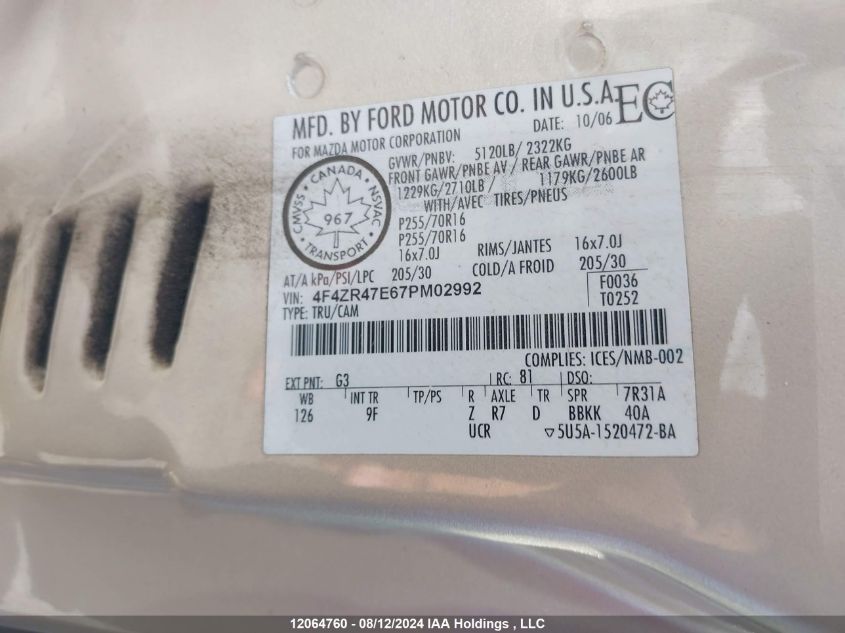 MFD. BY FORD MOTOR CO. IN U.S.A.
FOR MAZDA MOTOR CORPORATION
DATE: 10/06
EC
GVWR/PNBV: 5120LB/ 2322KG
FRONT GAWR/PNBE AV / REAR GAWR/PNBE AR
1229KG/2710LB / 1179KG/2600LB
WITH/AVEC TIRES/PNEUS
CANADA
CMVSS NSVAC
967
TRANSPORT
P255/70R16
P255/70R16
16x7.0J RIMS/JANTES 16x7.0J
AT/A kPa/PSI/LPC 205/30 COLD/A FROID 205/30
VIN: 4F4ZR47E67PM02992
F0036
T0252
TYPE: TRU/CAM
COMPLIES: ICES/NMB-002
EXT PNT: G3 RC: 81 DSO:
WB INT TR TP/PS R AXLE TR SPR 7R31A
126 9F Z R7 D BBKK 40A
UCR ▽5U5A-1520472-BA
12064760 - 08/12/2024 IAA Holdings , LLC